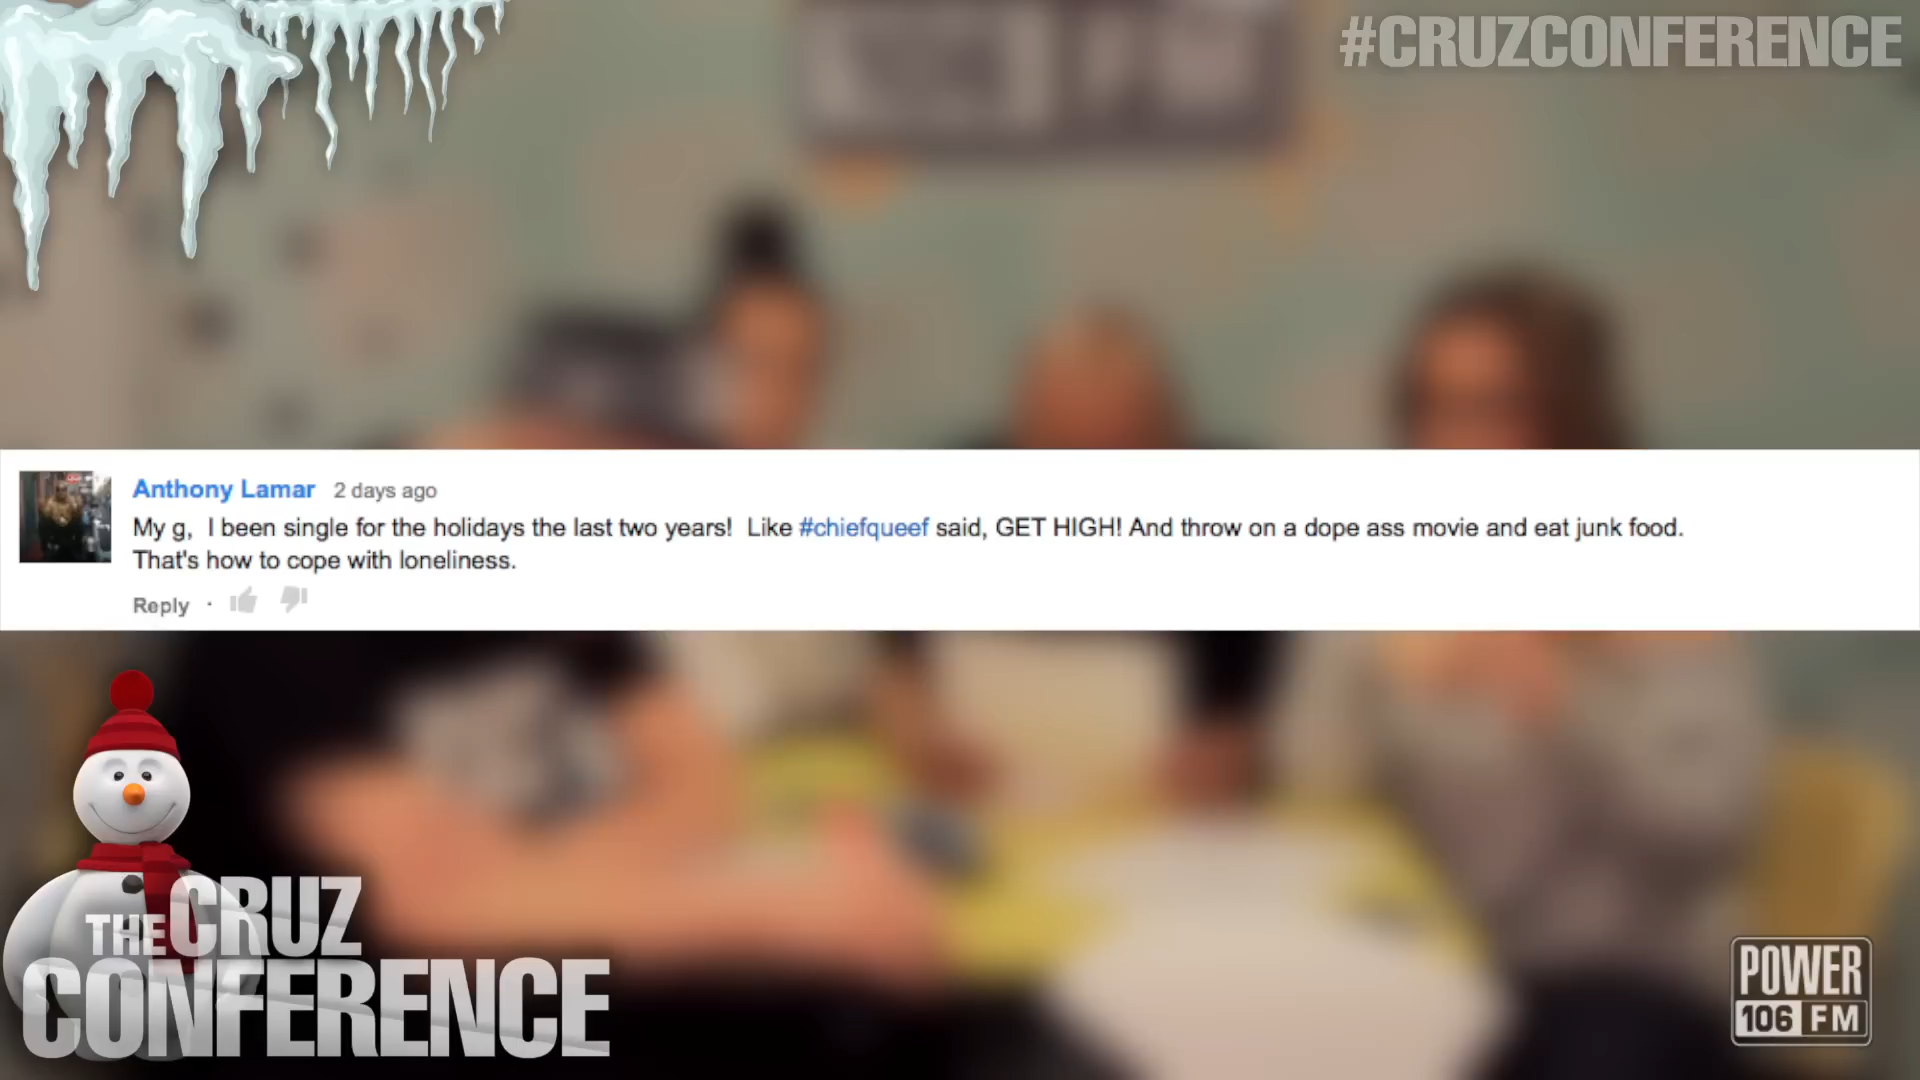 #CRUZCONFERENCE
Anthony Lamar 2 days ago
My g, I been single for the holidays the last two years! Like #chiefqueef said, GET HIGH! And throw on a dope ass movie and eat junk food.
That's how to cope with loneliness.
Reply ·
THE CRUZ
CONFERENCE
POWER
106 FM